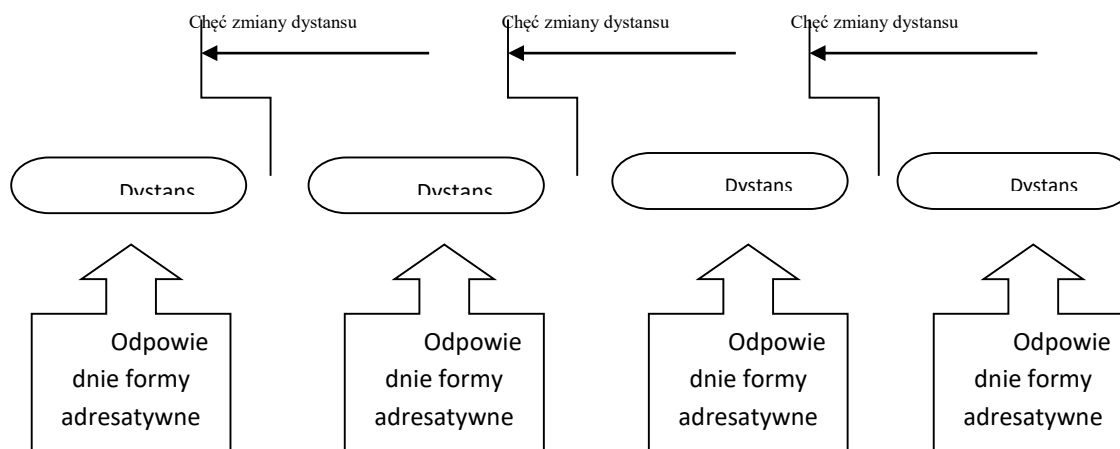 Chęć zmiany dystansu
Chęć zmiany dystansu
Chęć zmiany dystansu
Dystans
Dystans
Dystans
Dystans
Odpowie
dnie formy
adresatywne
Odpowie
dnie formy
adresatywne
Odpowie
dnie formy
adresatywne
Odpowie
dnie formy
adresatywne